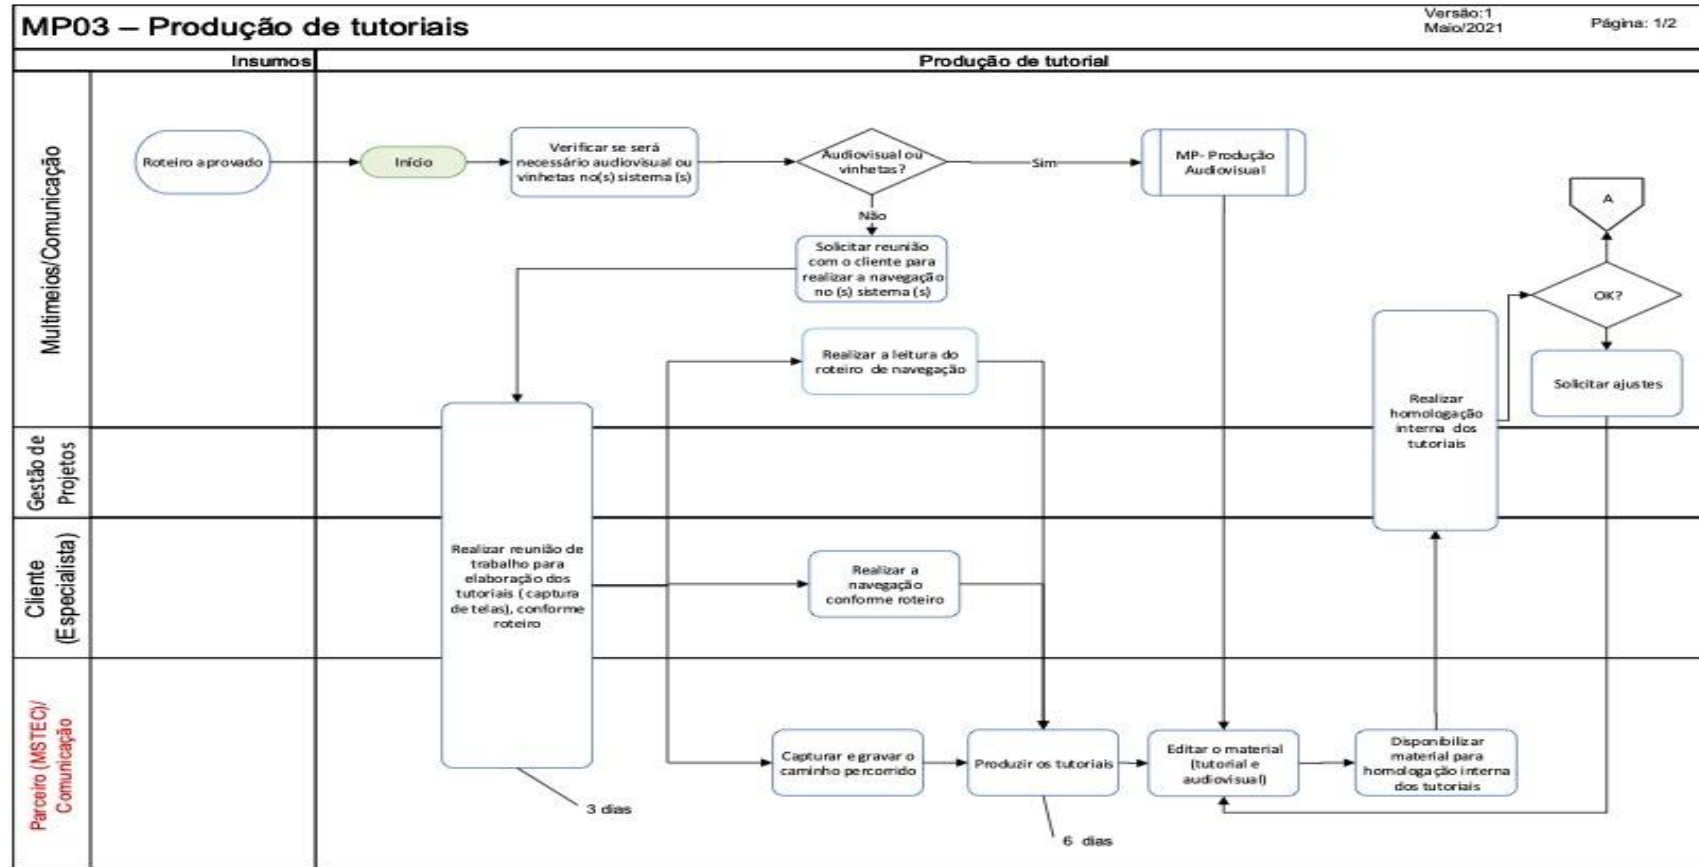 MP03 – Produção de tutoriais
Versão:1
Maio/2021
Página: 1/2
Insumos
Produção de tutorial
Multimeios/Comunicação
Roteiro aprovado
Início
Verificar se será
necessário audiovisual ou
vinhetas no(s) sistema (s)
Audiovisual ou
vinhetas?
Sim
MP- Produção
Audiovisual
A
Não
Solicitar reunião
com o cliente para
realizar a navegação
no (s) sistema (s)
OK?
Realizar a leitura do
roteiro de navegação
Solicitar ajustes
Realizar
homologação
interna dos
tutoriais
Gestão de
Projetos
Cliente
(Especialista)
Realizar reunião de
trabalho para
elaboração dos
tutoriais ( captura
de telas), conforme
roteiro
Realizar a
navegação
conforme roteiro
Parceiro (MSTEC)/
Comunicação
Capturar e gravar o
caminho percorrido
Produzir os tutoriais
Editar o material
(tutorial e
audiovisual)
Disponibilizar
material para
homologação interna
dos tutoriais
3 dias
6 dias